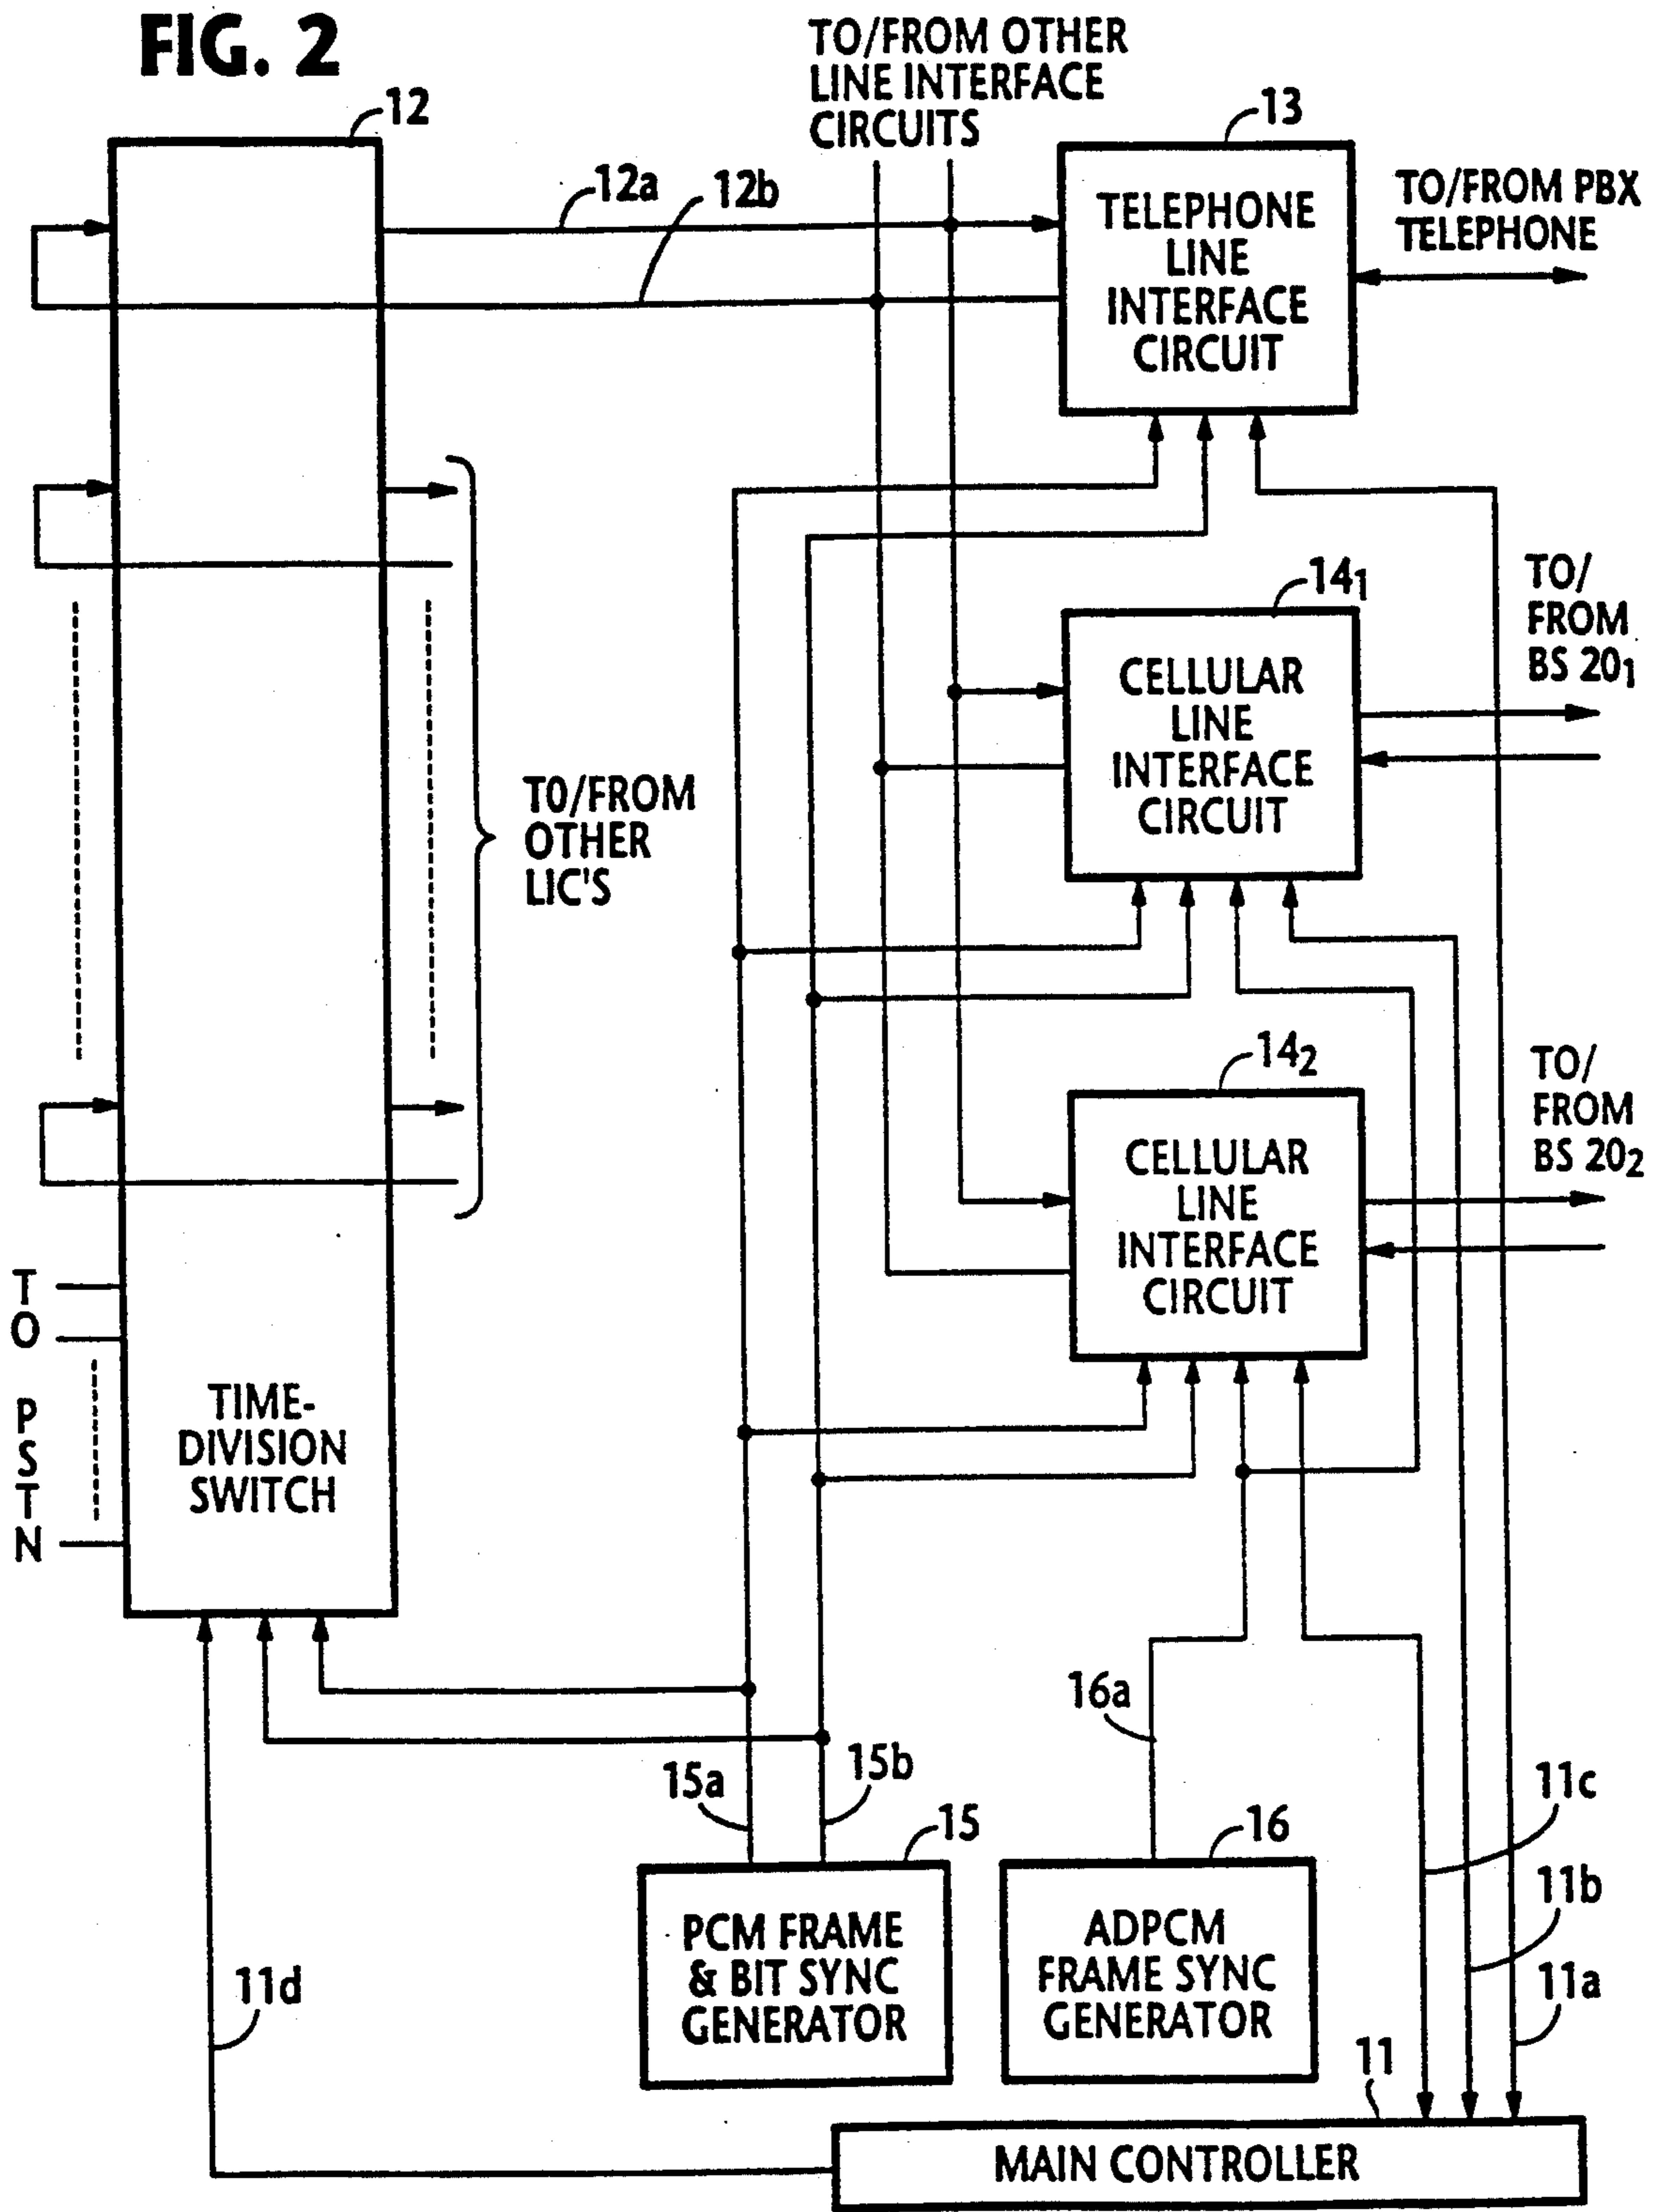 FIG. 2
TO/FROM OTHER
LINE INTERFACE
CIRCUITS
12
13
12a
12b
TELEPHONE
LINE
INTERFACE
CIRCUIT
TO/FROM PBX
TELEPHONE
14₁
TO/
FROM
BS 20₁
CELLULAR
LINE
INTERFACE
CIRCUIT
TO/FROM
OTHER
LIC'S
14₂
TO/
FROM
BS 20₂
CELLULAR
LINE
INTERFACE
CIRCUIT
TO PSTN
TIME-
DIVISION
SWITCH
16a
15a
15b
11c
15
16
11b
PCM FRAME
& BIT SYNC
GENERATOR
ADPCM
FRAME SYNC
GENERATOR
11d
11a
11
MAIN CONTROLLER